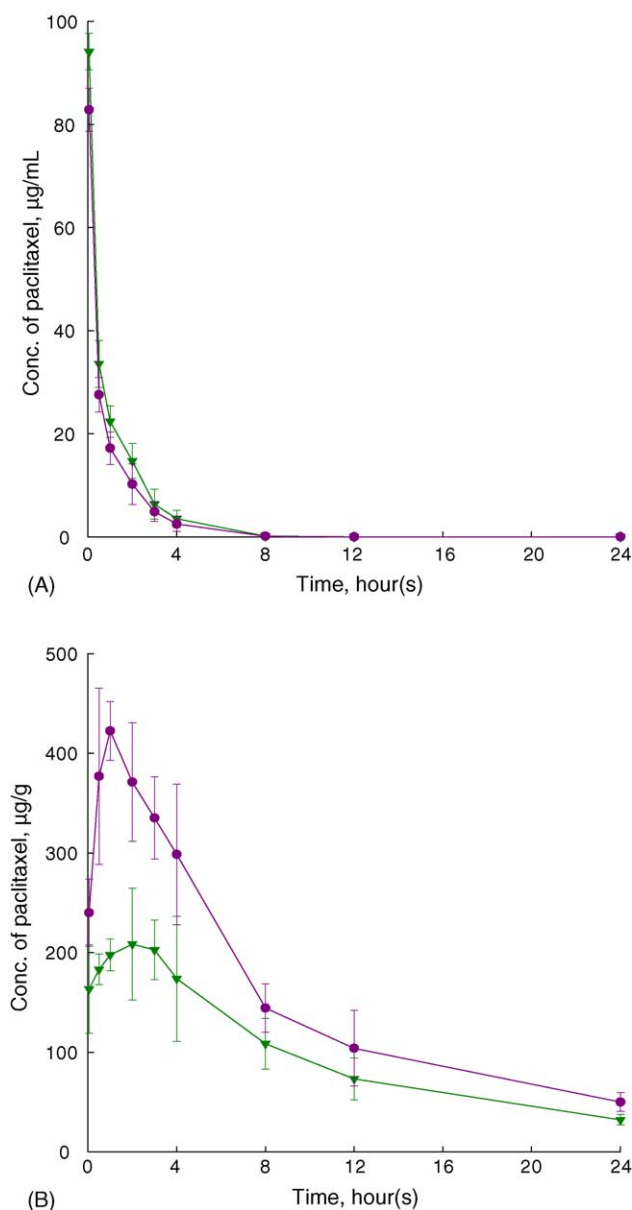 100
80
60
40
20
0
Conc. of paclitaxel, µg/mL
0 4 8 12 16 20 24
Time, hour(s)
(A)
500
400
300
200
100
0
Conc. of paclitaxel, µg/g
0 4 8 12 16 20 24
Time, hour(s)
(B)